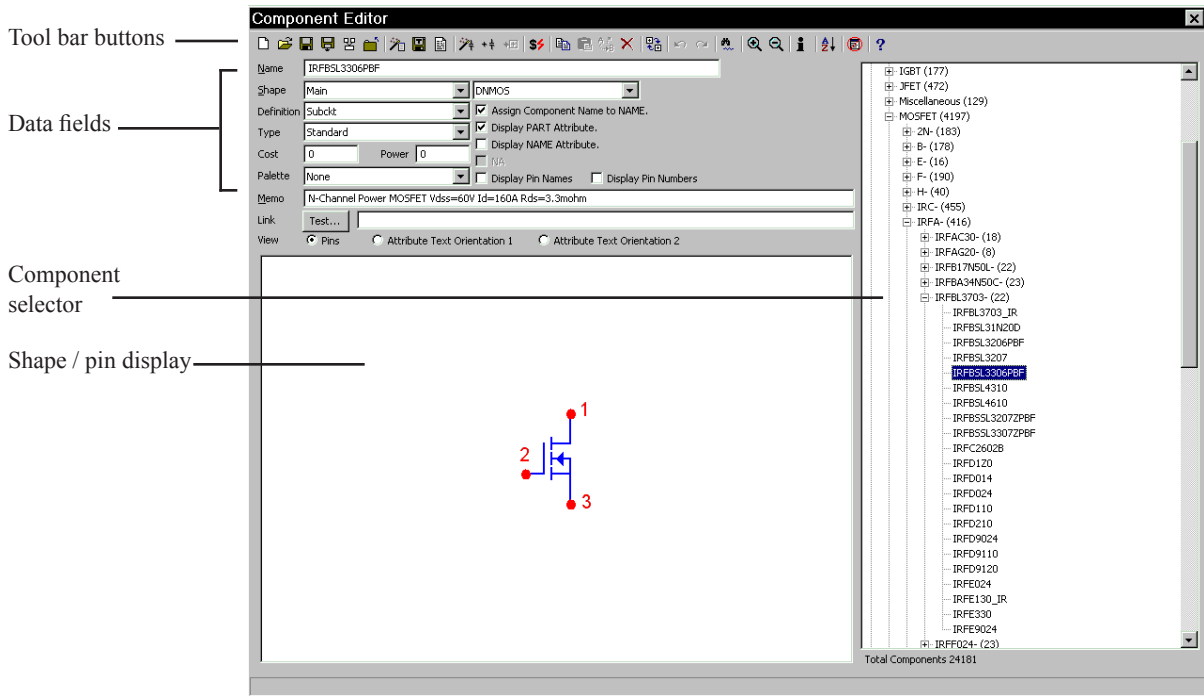 Component Editor
Tool bar buttons
Data fields
Component
selector
Shape / pin display
Name IRFBSL3306PBF
Shape Main DNMOS
Definition Subckt Assign Component Name to NAME.
Type Standard Display PART Attribute.
Display NAME Attribute.
Cost 0 Power 0 NA
Palette None Display Pin Names Display Pin Numbers
Memo N-Channel Power MOSFET Vdss=60V Id=160A Rds=3.3mohm
Link Test...
View Pins Attribute Text Orientation 1 Attribute Text Orientation 2
1
2
3
IGBT (177)
JFET (472)
Miscellaneous (129)
MOSFET (4197)
2N- (183)
B- (178)
E- (16)
F- (190)
H- (40)
IRC- (455)
IRFA- (416)
IRFAC30- (18)
IRFAG20- (8)
IRFB17N50L- (22)
IRFBA34N50C- (23)
IRFBL3703- (22)
IRFBL3703_IR
IRFBSL31N20D
IRFBSL3206PBF
IRFBSL3207
IRFBSL3306PBF
IRFBSL4310
IRFBSL4610
IRFBSSL3207ZPBF
IRFBSSL3307ZPBF
IRFC2602B
IRFD1Z0
IRFD014
IRFD024
IRFD110
IRFD210
IRFD9024
IRFD9110
IRFD9120
IRFE024
IRFE130_IR
IRFE330
IRFE9024
IRFF024- (23)
Total Components 24181